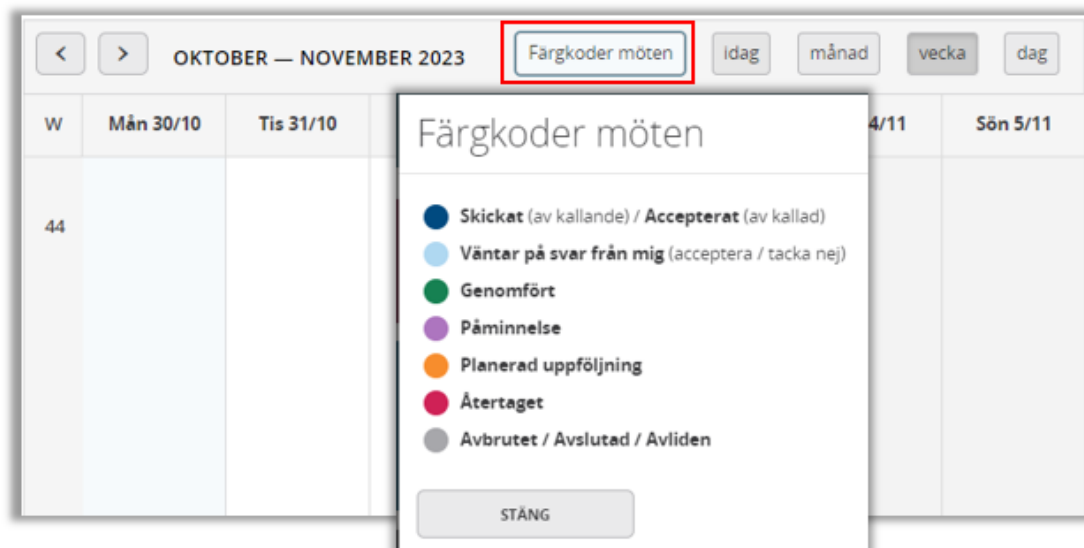 < > OKTOBER — NOVEMBER 2023 Färgkoder möten idag månad vecka dag
W Mån 30/10 Tis 31/10 4/11 Sön 5/11
Färgkoder möten
44
Skickat (av kallande) / Accepterat (av kallad)
Väntar på svar från mig (acceptera / tacka nej)
Genomfört
Påminnelse
Planerad uppföljning
Återtaget
Avbrutet / Avslutad / Avliden
STÄNG